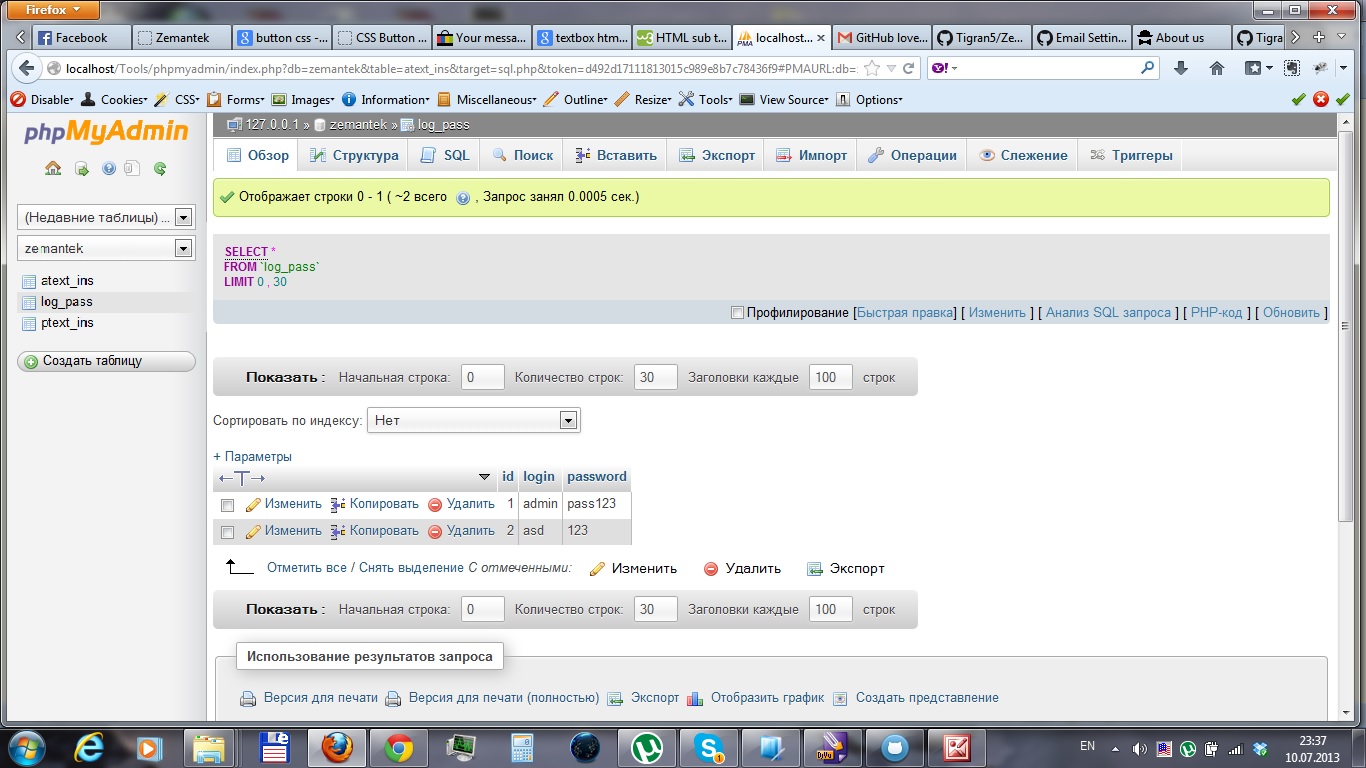 Firefox
Facebook
Zemantek
button css -...
CSS Button ...
Your messa...
textbox htm...
HTML sub t...
localhost...
GitHub love...
Tigran5/Ze...
Email Settin...
About us
Tigra
localhost/Tools/phpmyadmin/index.php?db=zemantek&table=atext_ins&target=sql.php&token=d492d17111813015c989e8b7c78436f9#PMAURL:db=
Disable
Cookies
CSS
Forms
Images
Information
Miscellaneous
Outline
Resize
Tools
View Source
Options
phpMyAdmin
127.0.0.1 » zemantek » log_pass
Обзор
Структура
SQL
Поиск
Вставить
Экспорт
Импорт
Операции
Слежение
Триггеры
Отображает строки 0 - 1 ( ~2 всего , Запрос занял 0.0005 сек.)
(Недавние таблицы) ...
zemantek
atext_ins
log_pass
ptext_ins
Создать таблицу
SELECT *
FROM `log_pass`
LIMIT 0 , 30
Профилирование [Быстрая правка] [ Изменить ] [ Анализ SQL запроса ] [ PHP-код ] [ Обновить ]
Показать : Начальная строка: 0 Количество строк: 30 Заголовки каждые 100 строк
Сортировать по индексу: Нет
+ Параметры
←T→ id login password
Изменить Копировать Удалить 1 admin pass123
Изменить Копировать Удалить 2 asd 123
Отметить все / Снять выделение С отмеченными: Изменить Удалить Экспорт
Показать : Начальная строка: 0 Количество строк: 30 Заголовки каждые 100 строк
Использование результатов запроса
Версия для печати Версия для печати (полностью) Экспорт Отобразить график Создать представление
EN
23:37
10.07.2013